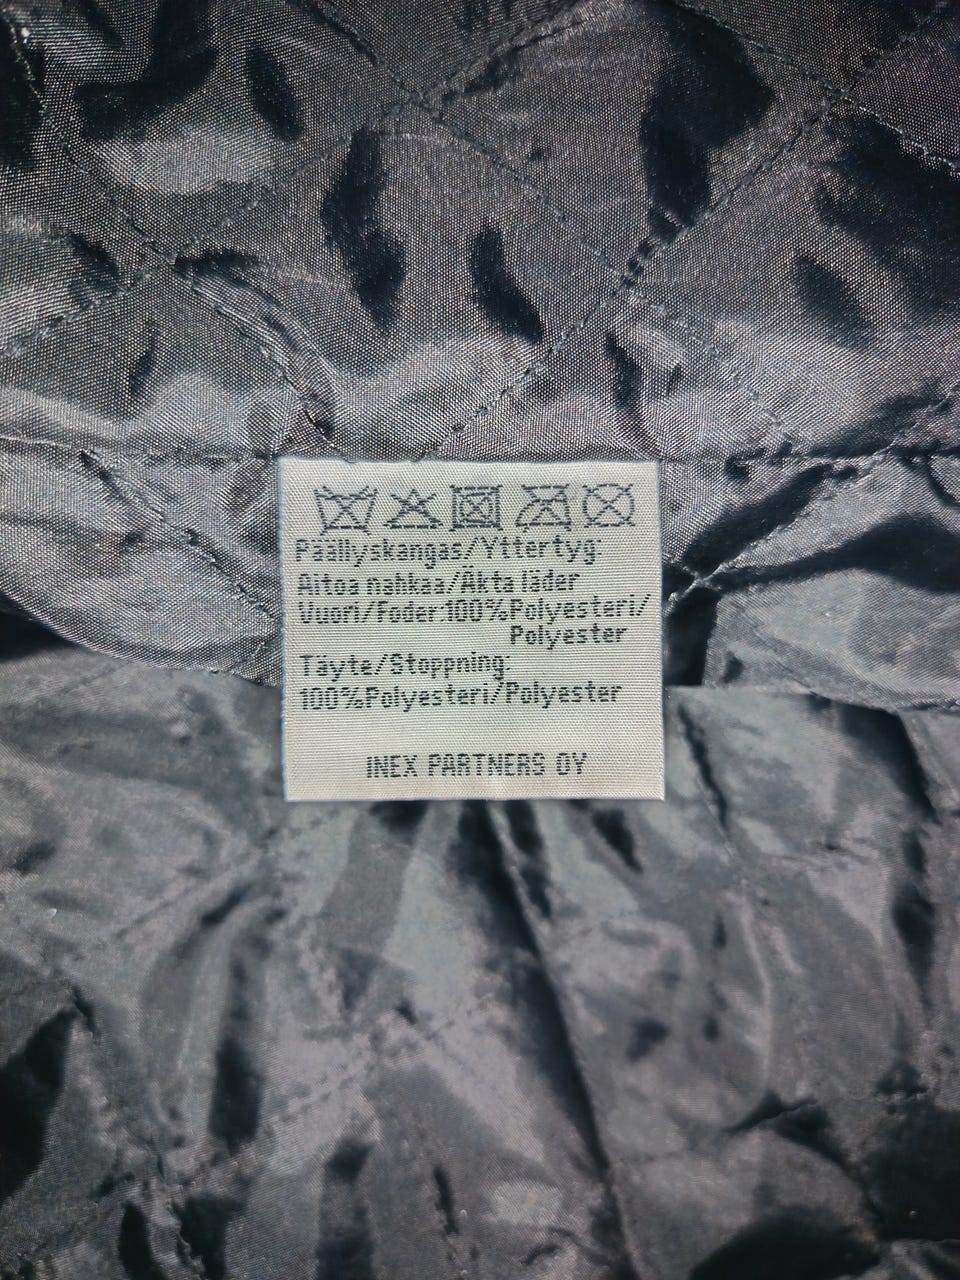 Päällyskangas/Yttertyg:
Aitoa nahkaa/Äkta läder
Vuori/Foder:100%Polyesteri/
Polyester
Täyte/Stoppning:
100%Polyesteri/Polyester
INEX PARTNERS OY